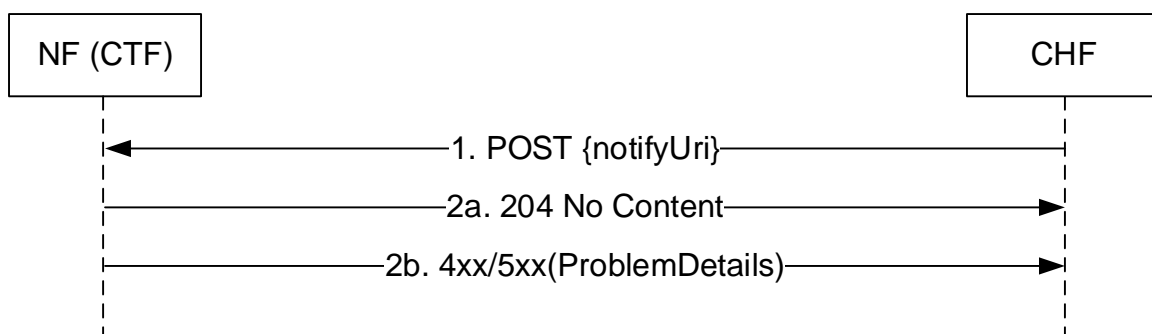 NF (CTF)
CHF
1. POST {notifyUri}
2a. 204 No Content
2b. 4xx/5xx(ProblemDetails)